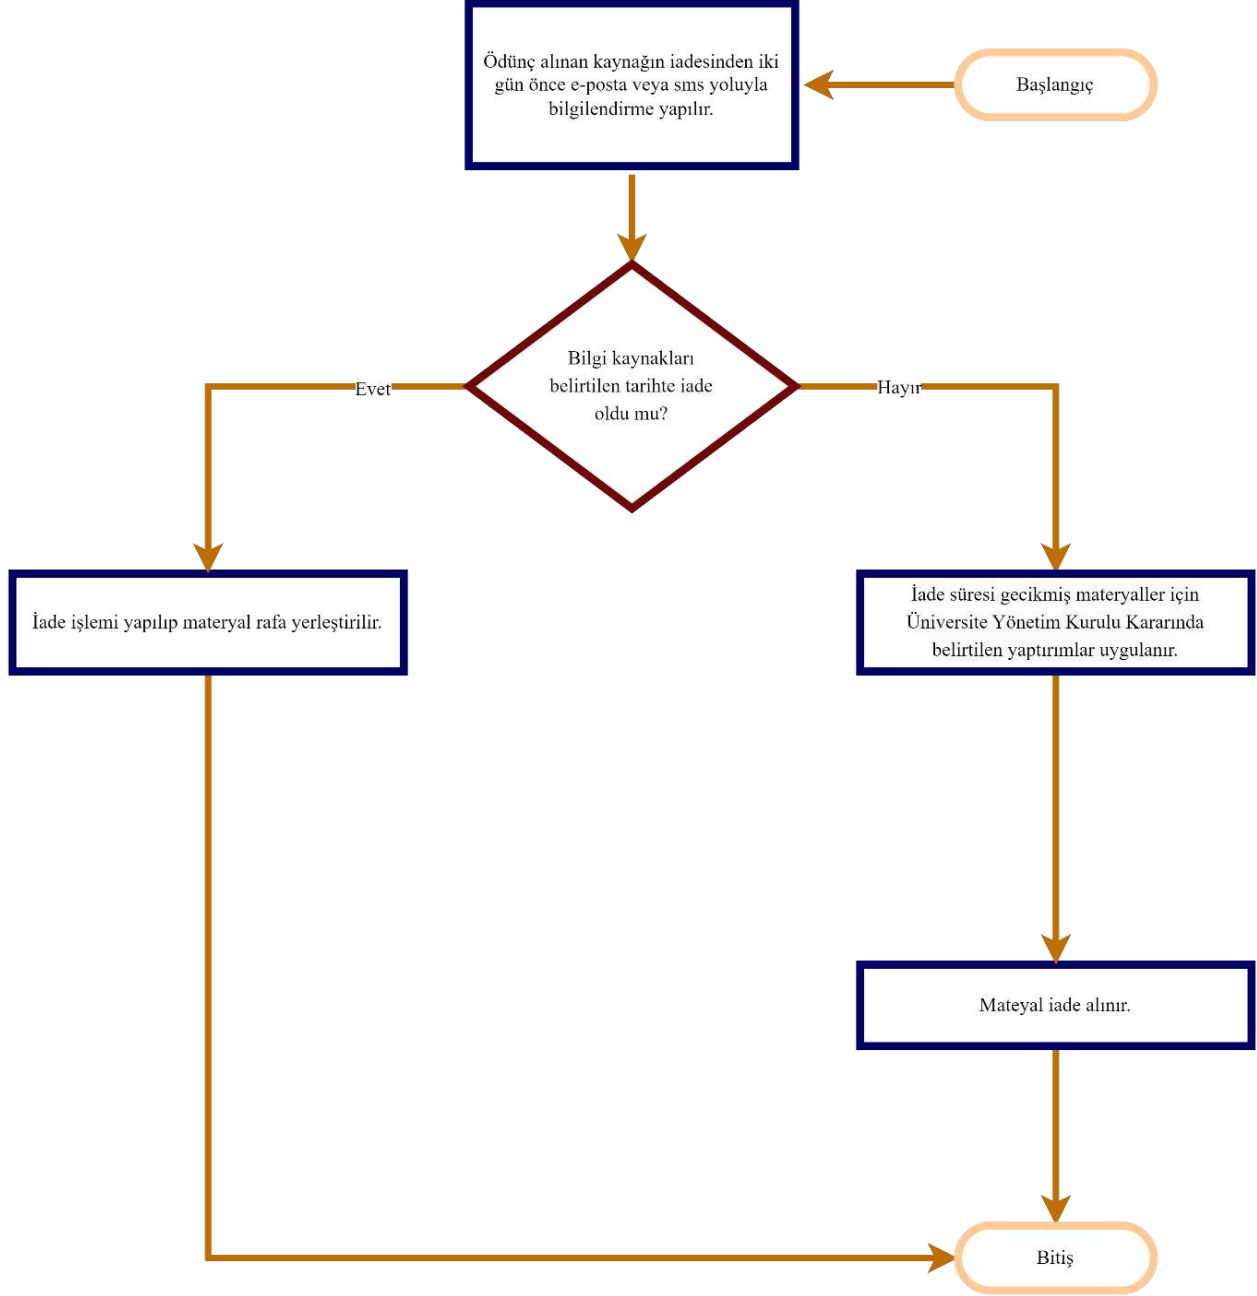 Başlangıç
Ödünç alınan kaynağın iadesinden iki
gün önce e-posta veya sms yoluyla
bilgilendirme yapılır.
Bilgi kaynakları
belirtilen tarihte iade
oldu mu?
Evet
Hayır
İade işlemi yapılıp materyal rafa yerleştirilir.
İade süresi gecikmiş materyaller için
Üniversite Yönetim Kurulu Kararında
belirtilen yaptırımlar uygulanır.
Mateyal iade alınır.
Bitiş